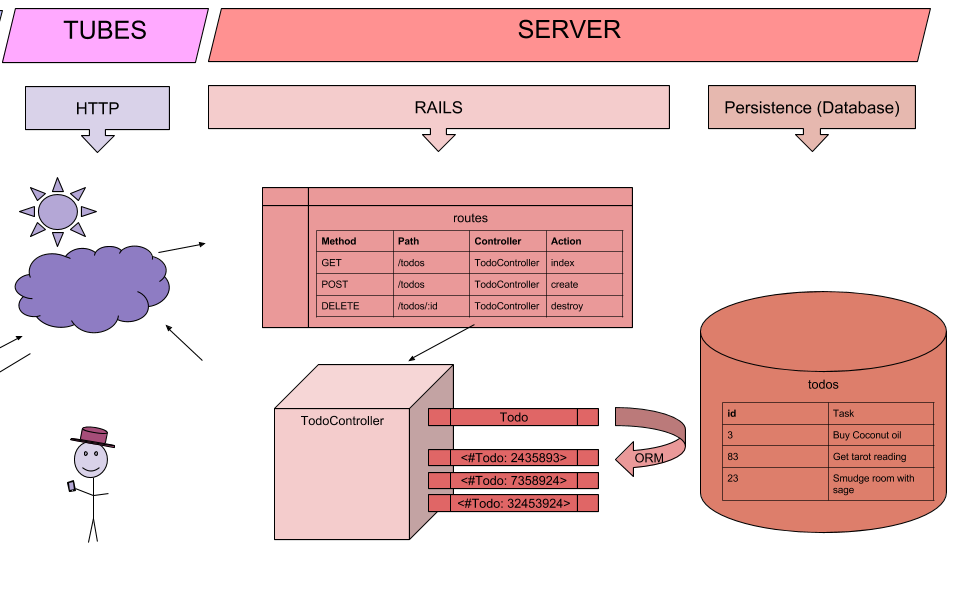 TUBES
SERVER
HTTP
RAILS
Persistence (Database)
routes
Method Path Controller Action
GET /todos TodoController index
POST /todos TodoController create
DELETE /todos/:id TodoController destroy
todos
id Task
3 Buy Coconut oil
83 Get tarot reading
23 Smudge room with
sage
TodoController
Todo
<#Todo: 2435893>
<#Todo: 7358924>
<#Todo: 32453924>
ORM